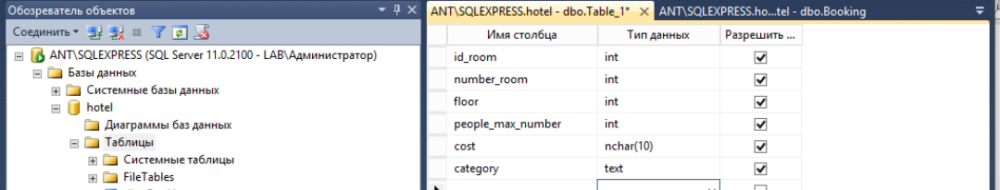 Обозреватель объектов
Соединить
ANT\SQLEXPRESS (SQL Server 11.0.2100 - LAB\Администратор)
Базы данных
Системные базы данных
hotel
Диаграммы баз данных
Таблицы
Системные таблицы
FileTables
ANT\SQLEXPRESS.hotel - dbo.Table_1* ANT\SQLEXPRESS.ho...tel - dbo.Booking
Имя столбца Тип данных Разрешить ...
id_room int
number_room int
floor int
people_max_number int
cost nchar(10)
category text